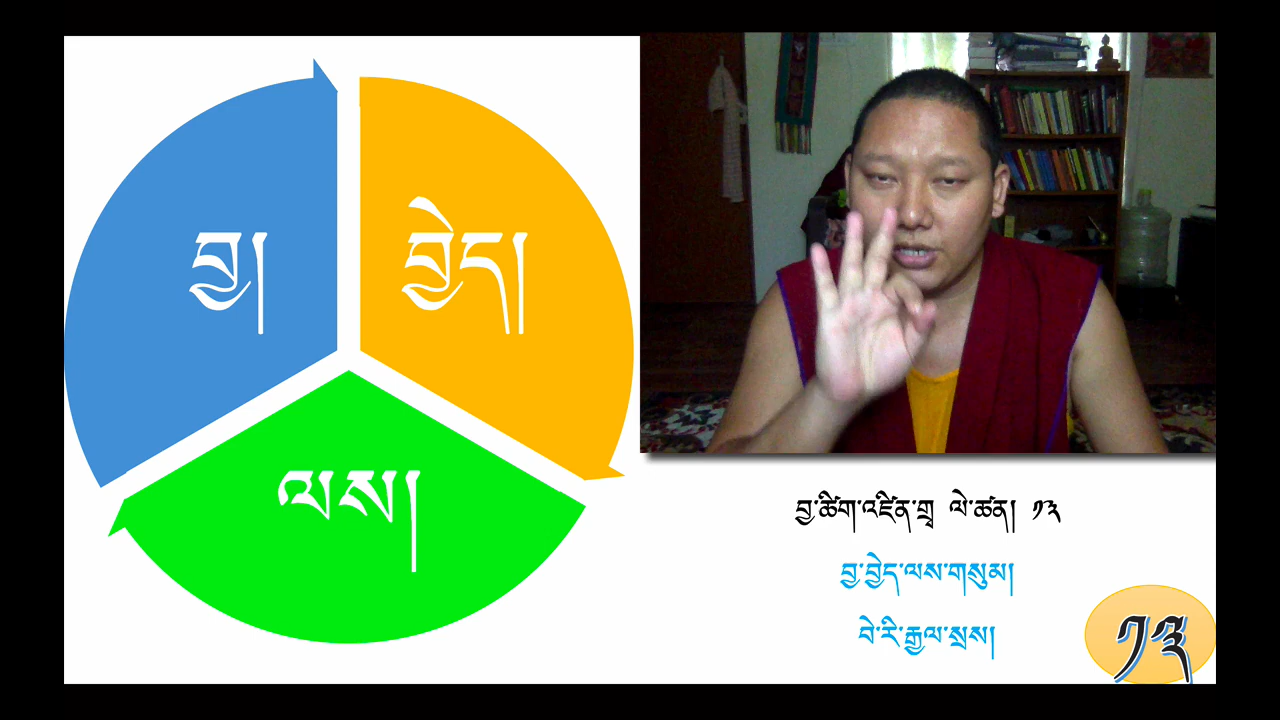 བྱ།
བྱེད།
ལས།
བྱ་ཚིག་འཛིན་གྲྭ ལེ་ཚན། ༡༣
བྱ་བྱེད་ལས་གསུམ།
བེ་རི་རྒྱལ་སྲས།
༡༣